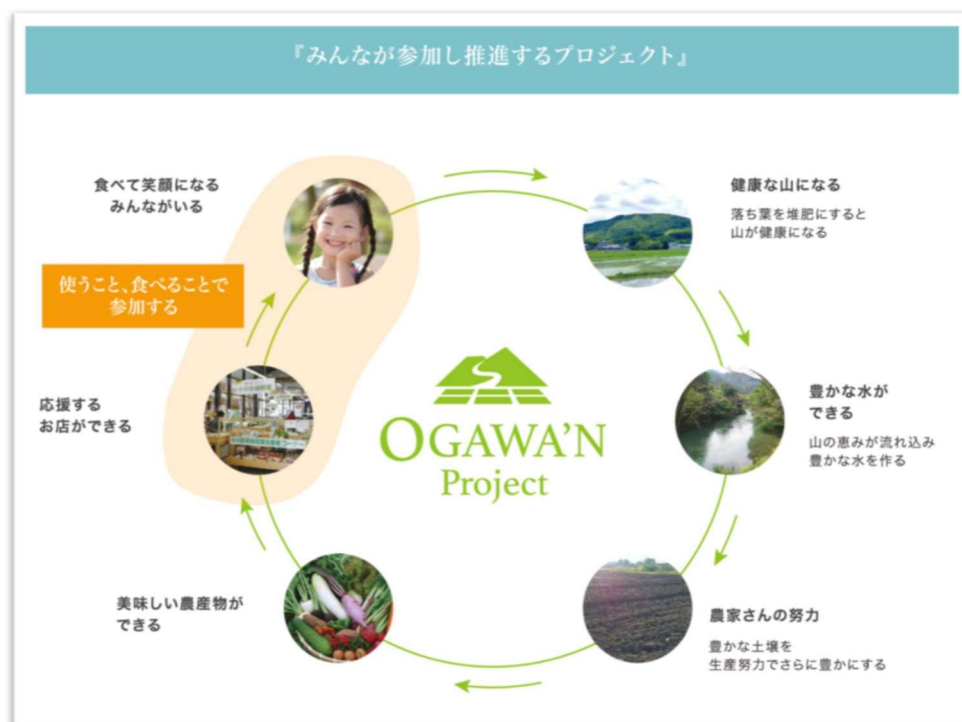 『みんなが参加し推進するプロジェクト』
食べて笑顔になる
みんながいる
健康な山になる
落ち葉を堆肥にすると
山が健康になる
使うこと、食べることで
参加する
豊かな水が
できる
山の恵みが流れ込み
豊かな水を作る
応援する
お店ができる
OGAWA'N
Project
美味しい農産物が
できる
農家さんの努力
豊かな土壌を
生産努力でさらに豊かにする